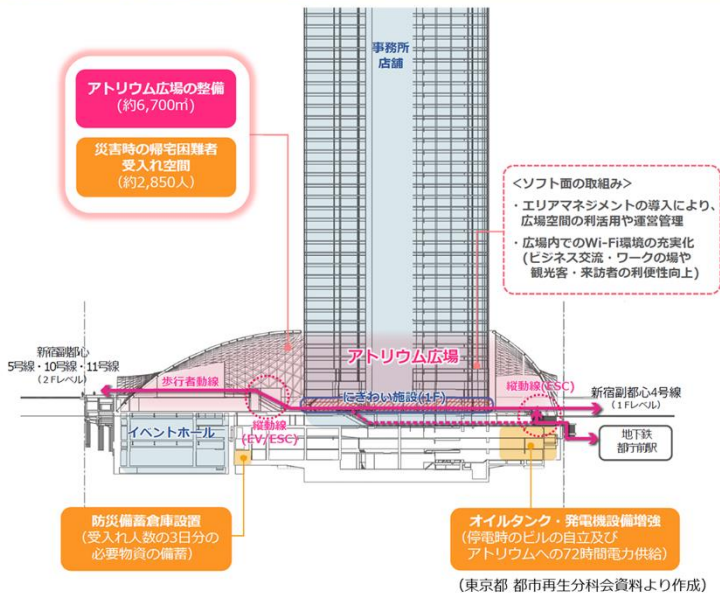 事務所
店舗
アトリウム広場の整備
(約6,700㎡)
災害時の帰宅困難者
受入れ空間
(約2,850人)
<ソフト面の取組み>
・エリアマネジメントの導入により、
広場空間の利活用や運営管理
・広場内でのWi-Fi環境の充実化
(ビジネス交流・ワークの場や
観光客・来訪者の利便性向上)
新宿副都心
5号線・10号線・11号線
(2Fレベル)
アトリウム広場
歩行者動線
にぎわい施設(1F)
縦動線(ESC)
新宿副都心4号線
(1Fレベル)
イベントホール
縦動線
(EV/ESC)
地下鉄
都庁前駅
防災備蓄倉庫設置
(受入れ人数の3日分の
必要物資の備蓄)
オイルタンク・発電機設備増強
(停電時のビルの自立及び
アトリウムへの72時間電力供給)
(東京都 都市再生分科会資料より作成)